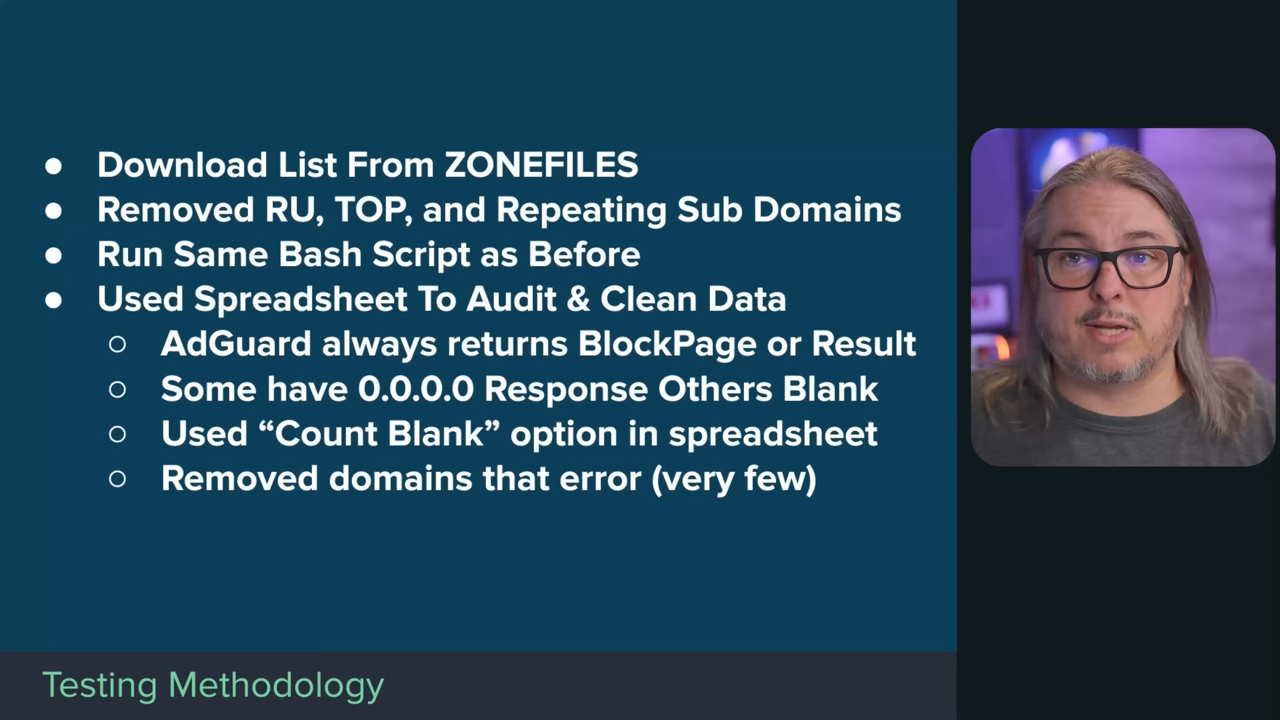 ● Download List From ZONEFILES
● Removed RU, TOP, and Repeating Sub Domains
● Run Same Bash Script as Before
● Used Spreadsheet To Audit & Clean Data
○ AdGuard always returns BlockPage or Result
○ Some have 0.0.0.0 Response Others Blank
○ Used “Count Blank” option in spreadsheet
○ Removed domains that error (very few)
Testing Methodology